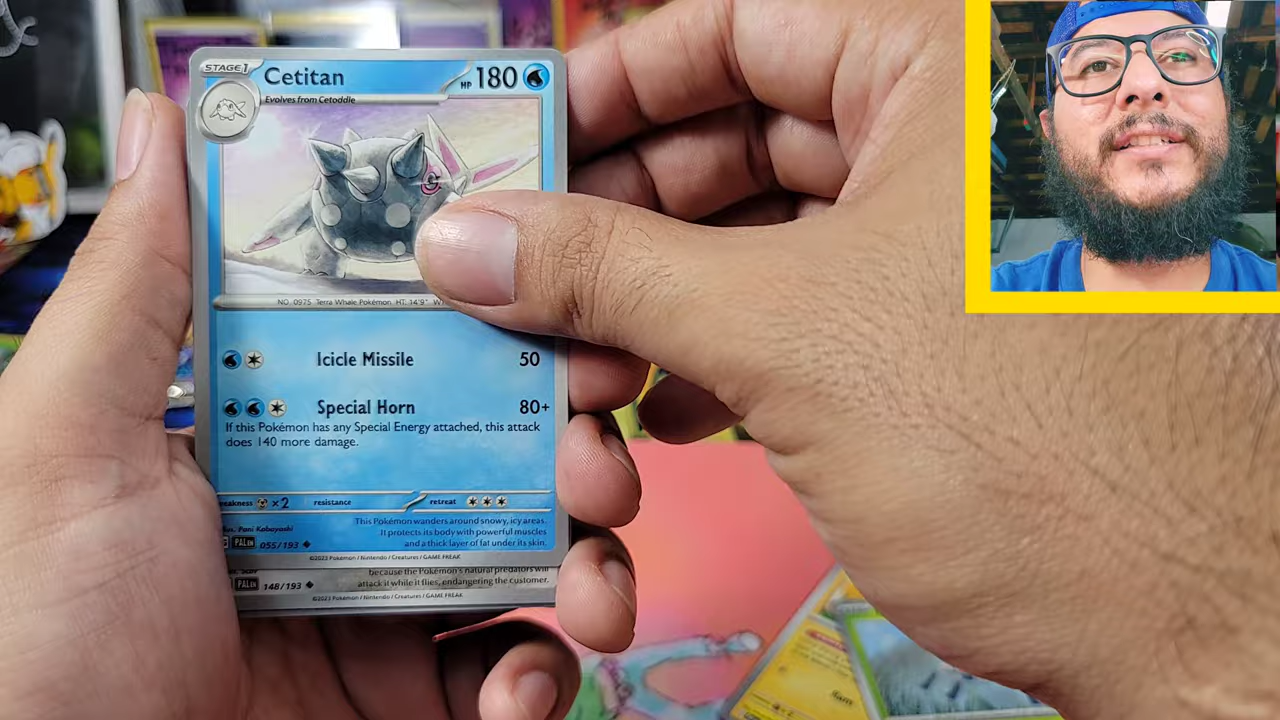 STAGE 1
Cetitan
HP 180
Evolves from Cetoddle
NO. 0975 Terra Whale Pokémon HT: 14'9"
Icicle Missile 50
Special Horn 80+
If this Pokémon has any Special Energy attached, this attack
does 140 more damage.
×2 resistance retreat
Pani Kobayashi
This Pokémon wanders around snowy, icy areas.
It protects its body with powerful muscles
and a thick layer of fat under its skin.
PAL EN 055/193
©2023 Pokémon / Nintendo / Creatures / GAME FREAK
because the Pokémon's natural predators will
attack it while it flies, endangering the customer.
PAL EN 148/193
©2023 Pokémon / Nintendo / Creatures / GAME FREAK